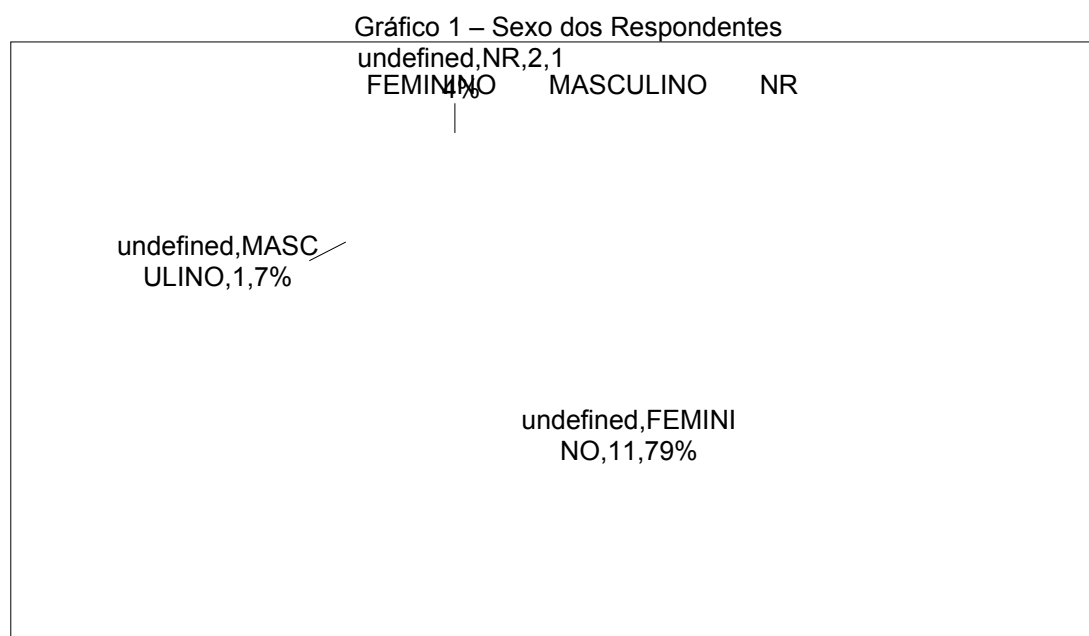 Gráfico 1 – Sexo dos Respondentes
undefined,NR,2,1
4%
FEMININO MASCULINO NR
undefined,MASC
ULINO,1,7%
undefined,FEMINI
NO,11,79%